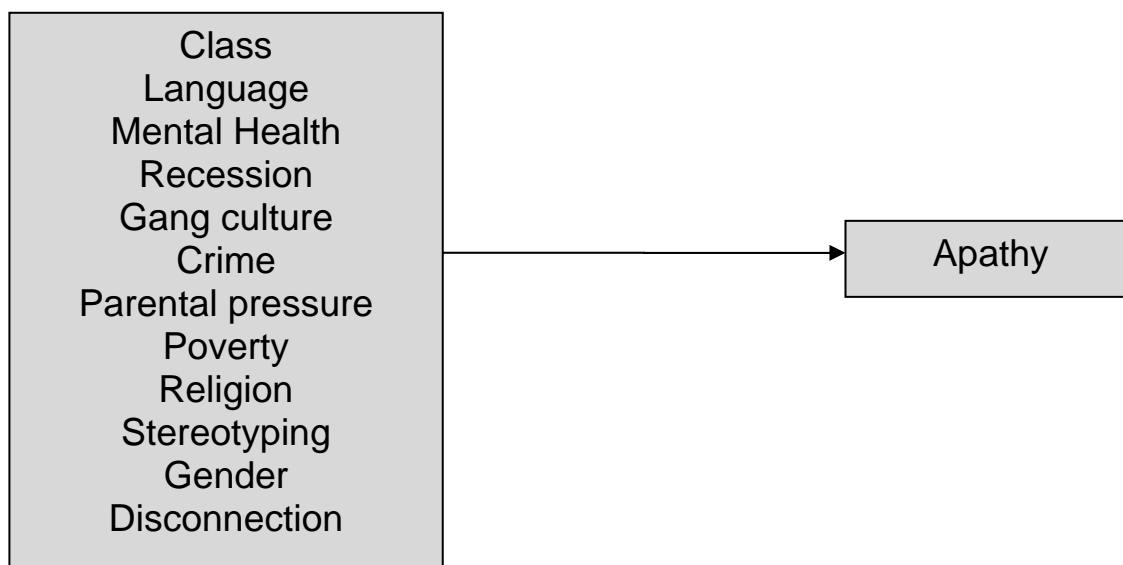 Class
Language
Mental Health
Recession
Gang culture
Crime
Parental pressure
Poverty
Religion
Stereotyping
Gender
Disconnection
Apathy